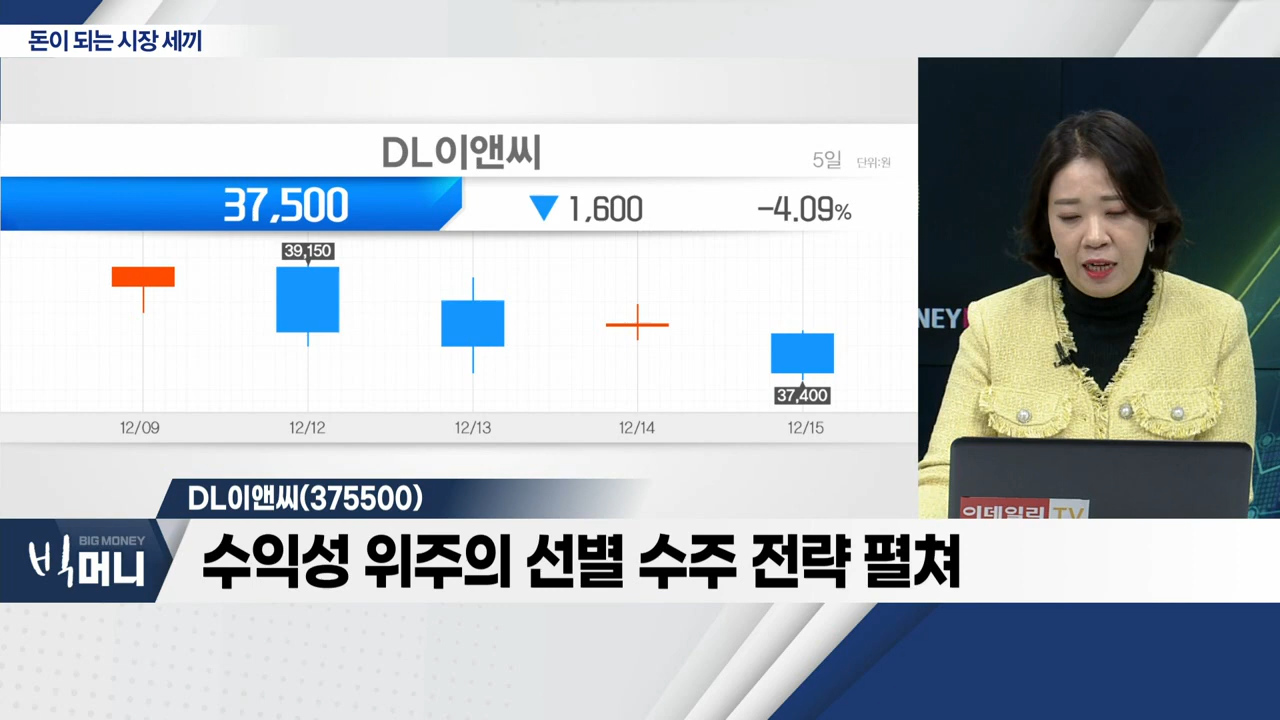 돈이 되는 시장 세끼
DL이앤씨
5일 단위:원
37,500 ▼ 1,600 -4.09%
39,150
37,400
12/09 12/12 12/13 12/14 12/15
NEY
이데일리TV
DL이앤씨(375500)
BIG MONEY
빅머니
수익성 위주의 선별 수주 전략 펼쳐